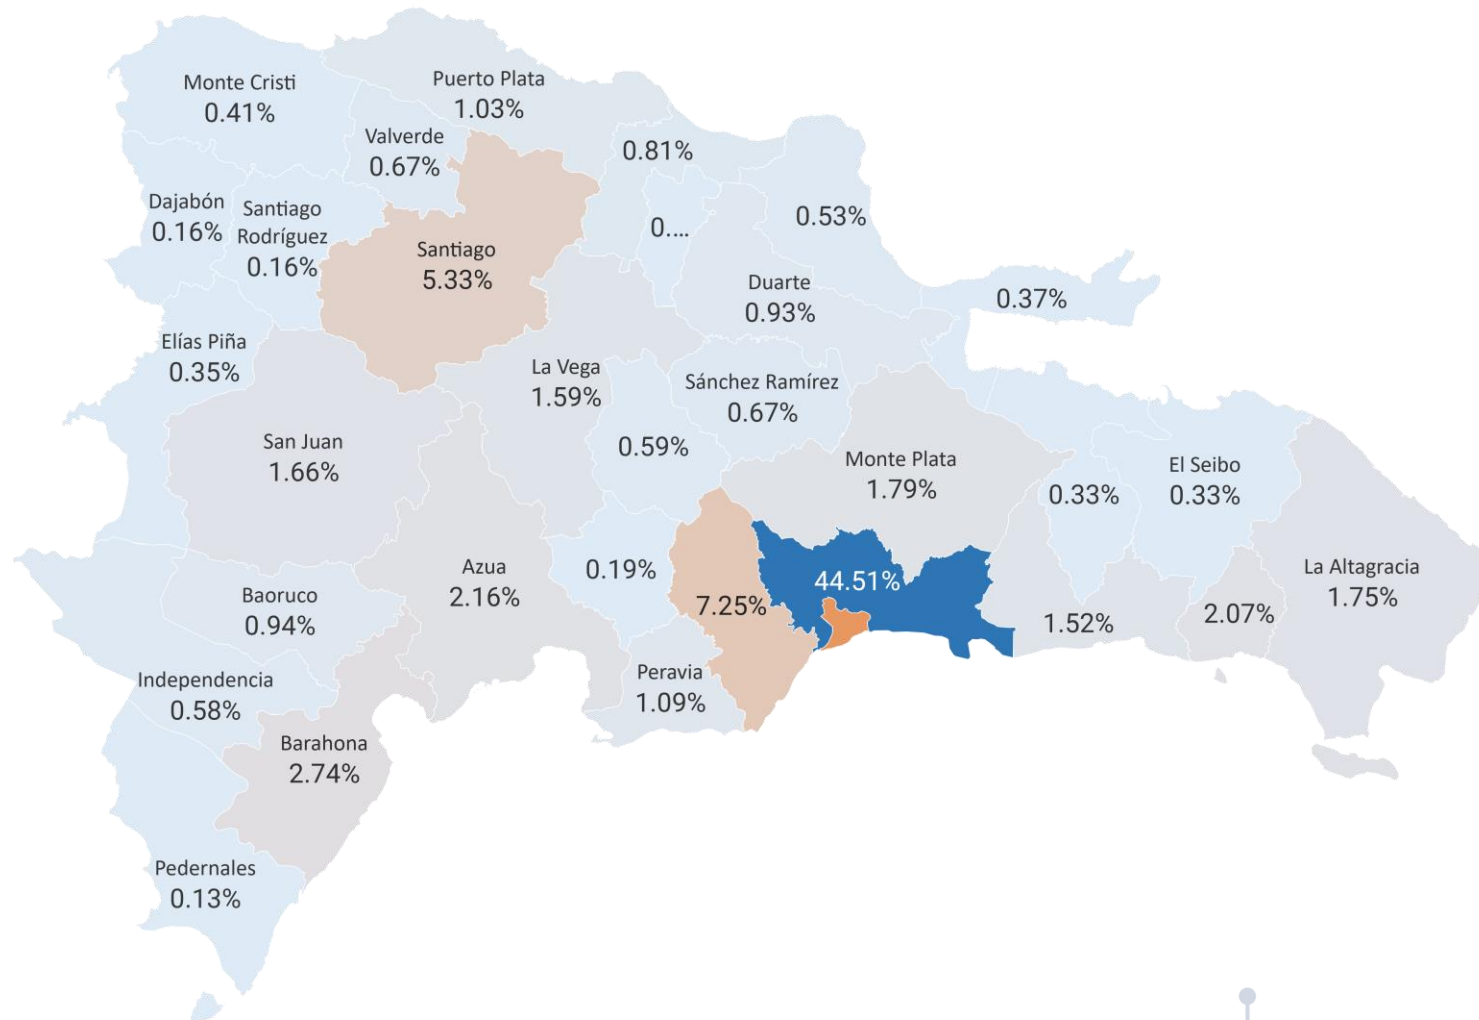 Monte Cristi
0.41%
Puerto Plata
1.03%
Valverde
0.67%
0.81%
Dajabón
0.16%
Santiago
Rodríguez
0.16%
Santiago
5.33%
0....
0.53%
Duarte
0.93%
0.37%
Elías Piña
0.35%
La Vega
1.59%
Sánchez Ramírez
0.67%
San Juan
1.66%
0.59%
Monte Plata
1.79%
0.33%
El Seibo
0.33%
Azua
2.16%
0.19%
44.51%
7.25%
La Altagracia
1.75%
Baoruco
0.94%
1.52%
2.07%
Independencia
0.58%
Peravia
1.09%
Barahona
2.74%
Pedernales
0.13%